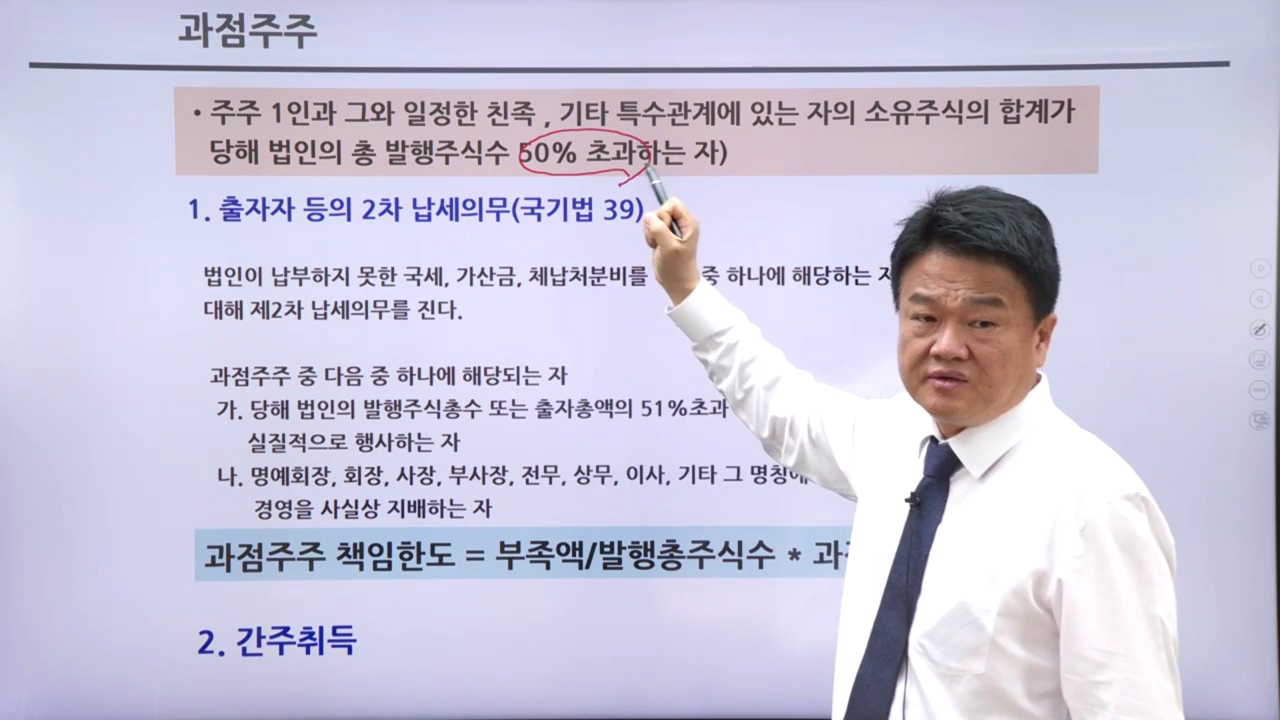 과점주주
• 주주 1인과 그와 일정한 친족 , 기타 특수관계에 있는 자의 소유주식의 합계가
당해 법인의 총 발행주식수 50% 초과하는 자)
1. 출자자 등의 2차 납세의무(국기법 39)
법인이 납부하지 못한 국세, 가산금, 체납처분비를 중 하나에 해당하는
대해 제2차 납세의무를 진다.
과점주주 중 다음 중 하나에 해당되는 자
가. 당해 법인의 발행주식총수 또는 출자총액의 51%초과
실질적으로 행사하는 자
나. 명예회장, 회장, 사장, 부사장, 전무, 상무, 이사, 기타 그 명칭에
경영을 사실상 지배하는 자
과점주주 책임한도 = 부족액/발행총주식수 *
2. 간주취득